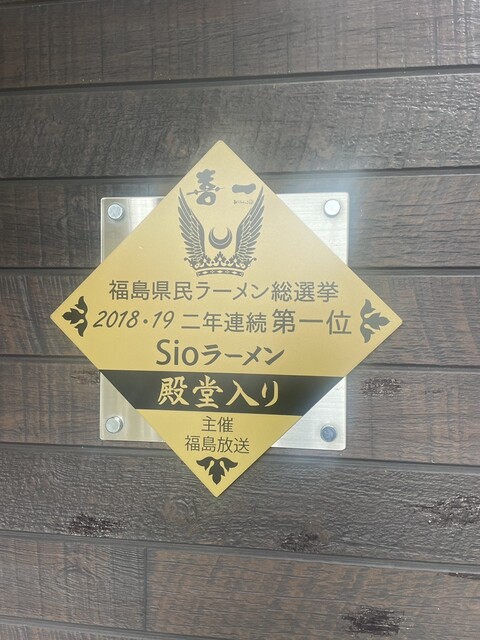 喜一
福島県民ラーメン総選挙
2018・19 二年連続 第一位
Sioラーメン
殿堂入り
主催
福島放送